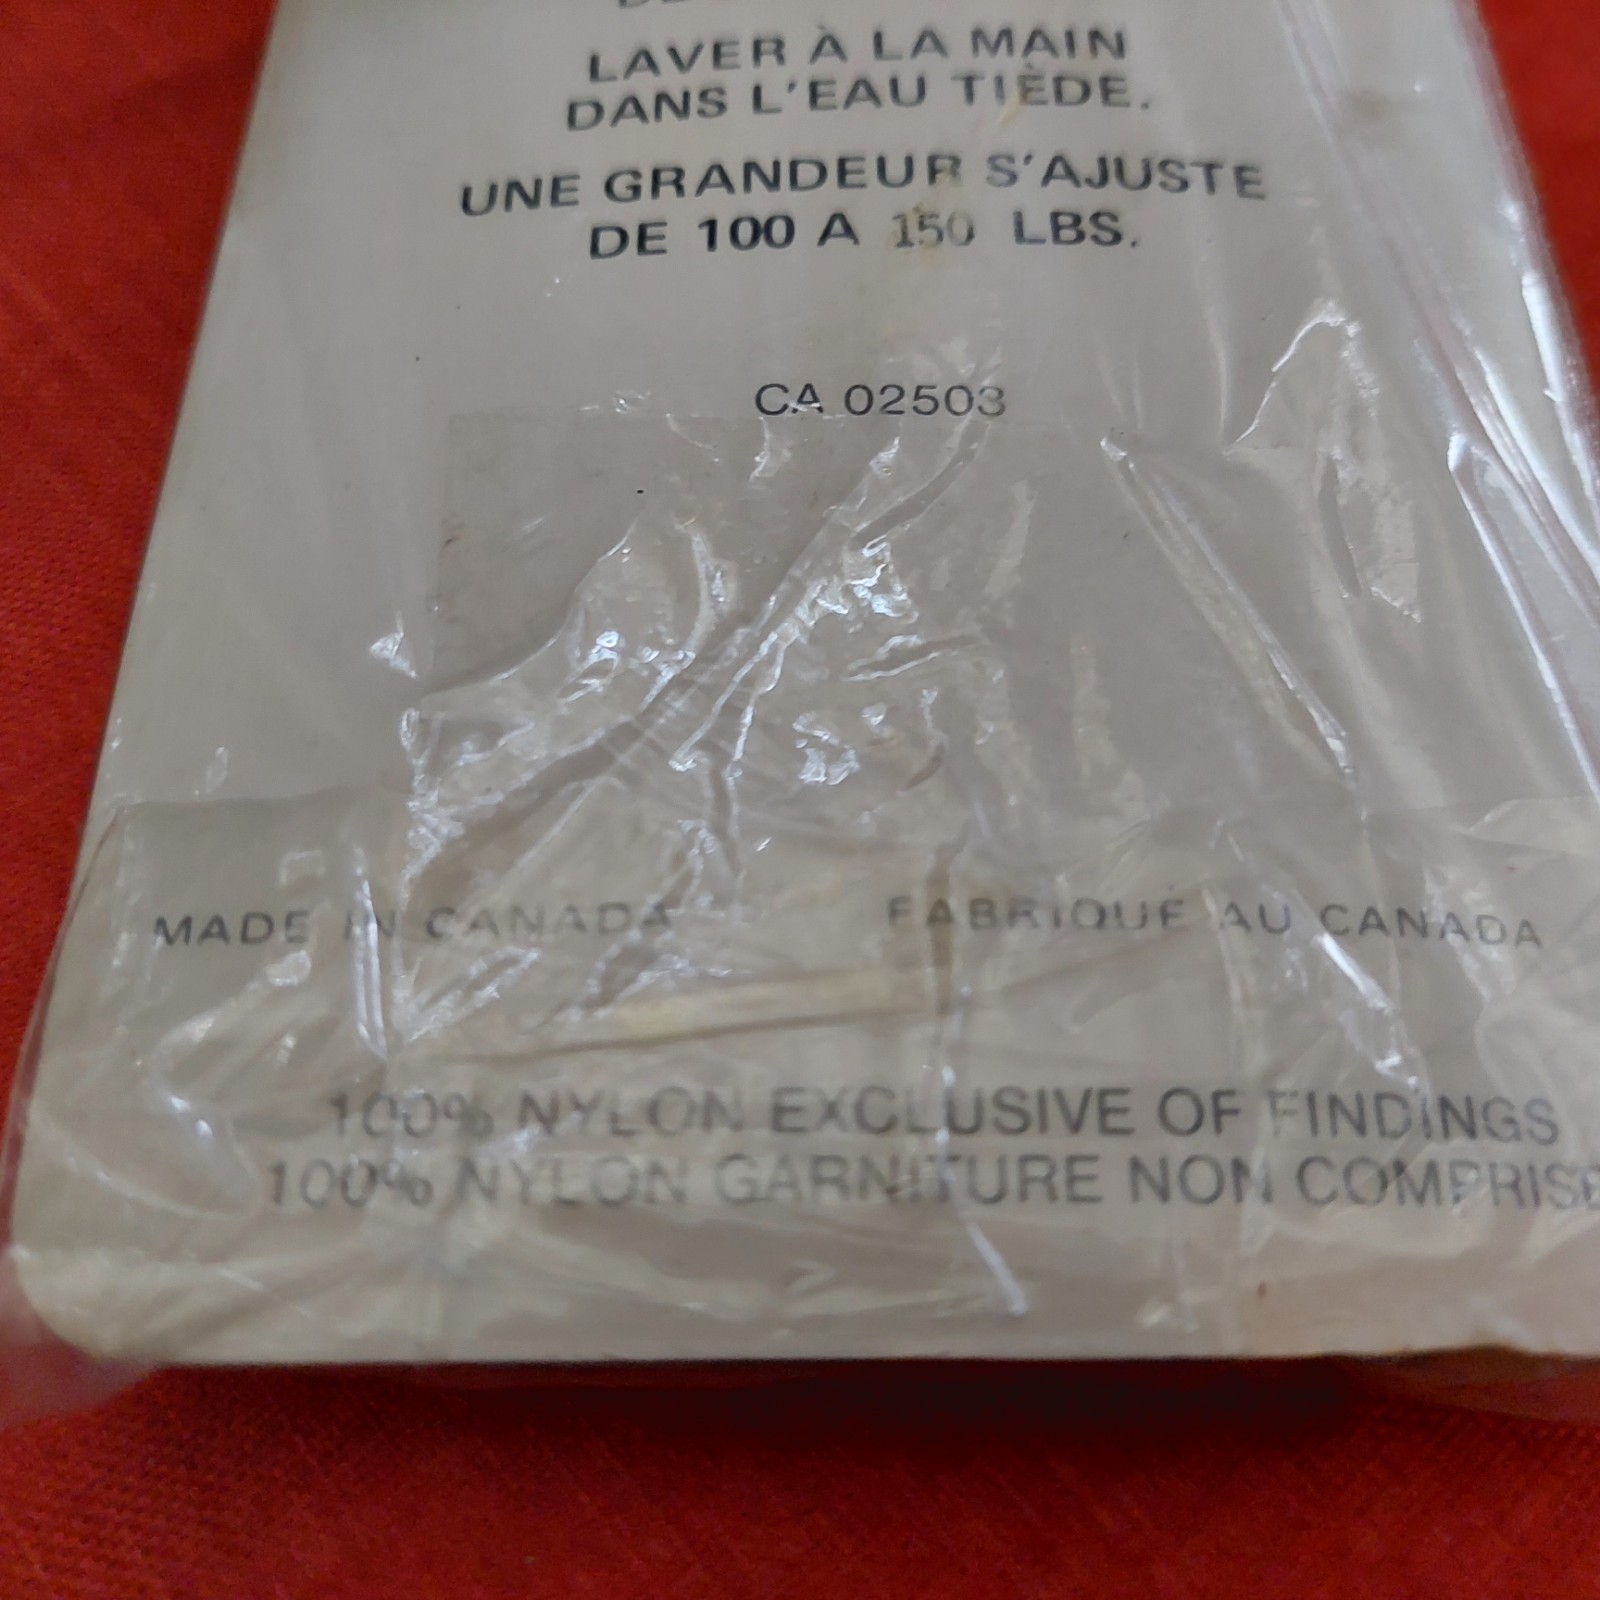 LAVER À LA MAIN
DANS L'EAU TIÈDE.
UNE GRANDEUR S'AJUSTE
DE 100 A 150 LBS.
CA 02503
MADE IN CANADA
FABRIQUÉ AU CANADA
100% NYLON EXCLUSIVE OF FINDINGS
100% NYLON GARNITURE NON COMPRISE